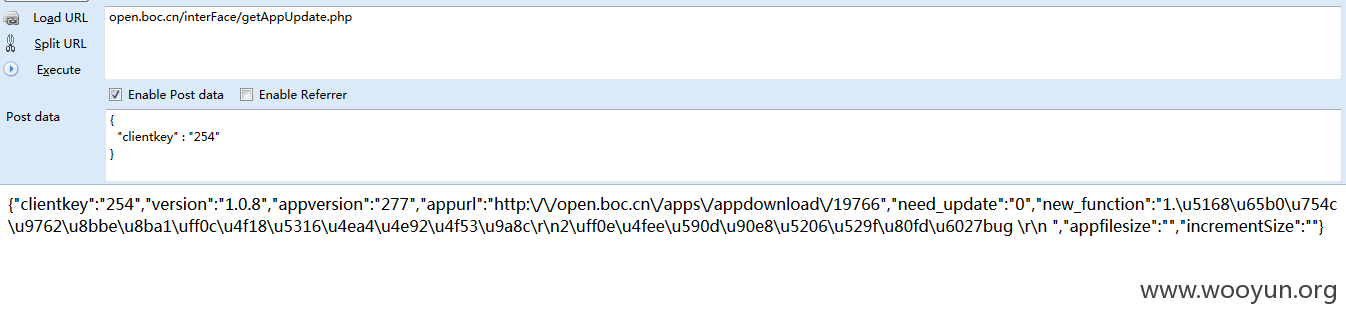 Load URL
open.boc.cn/interFace/getAppUpdate.php
Split URL
Execute
Enable Post data Enable Referrer
Post data
{
"clientkey" : "254"
}
{"clientkey":"254","version":"1.0.8","appversion":"277","appurl":"http:\/\/open.boc.cn\/apps\/appdownload\/19766","need_update":"0","new_function":"1.\u5168\u65b0\u754c
\u9762\u8bbe\u8ba1\uff0c\u4f18\u5316\u4ea4\u4e92\u4f53\u9a8c\r\n2\uff0e\u4fee\u590d\u90e8\u5206\u529f\u80fd\u6027bug \r\n ","appfilesize":"","incrementSize":""}
www.wooyun.org